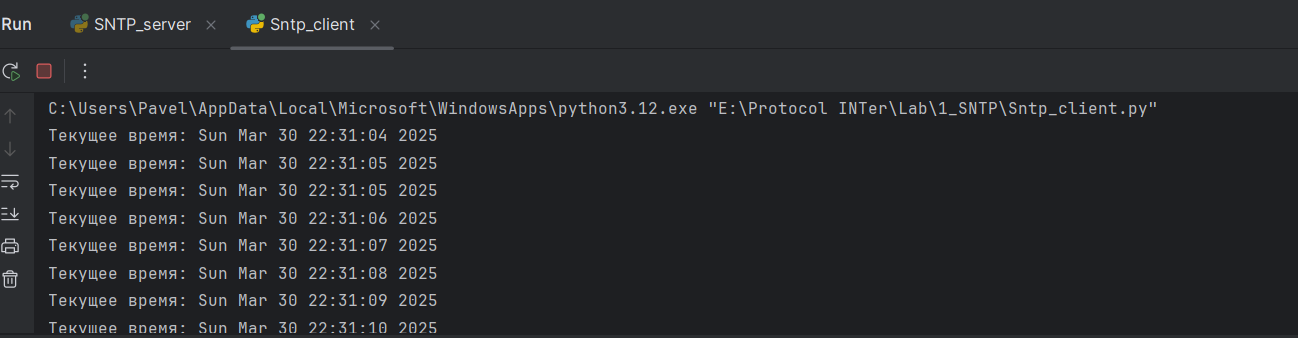 Run SNTP_server Sntp_client
C:\Users\Pavel\AppData\Local\Microsoft\WindowsApps\python3.12.exe "E:\Protocol INTer\Lab\1_SNTP\Sntp_client.py"
Текущее время: Sun Mar 30 22:31:04 2025
Текущее время: Sun Mar 30 22:31:05 2025
Текущее время: Sun Mar 30 22:31:05 2025
Текущее время: Sun Mar 30 22:31:06 2025
Текущее время: Sun Mar 30 22:31:07 2025
Текущее время: Sun Mar 30 22:31:08 2025
Текущее время: Sun Mar 30 22:31:09 2025
Текущее время: Sun Mar 30 22:31:10 2025